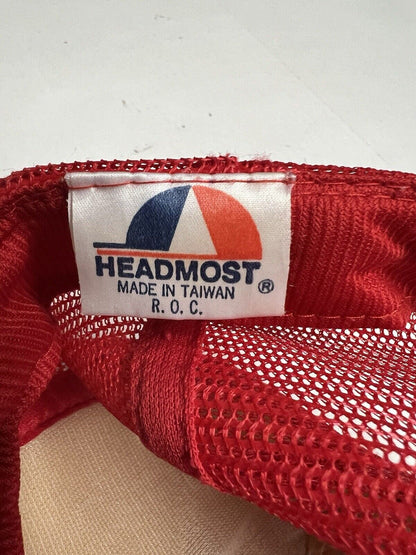 HEADMOST ®
MADE IN TAIWAN
R. O. C.